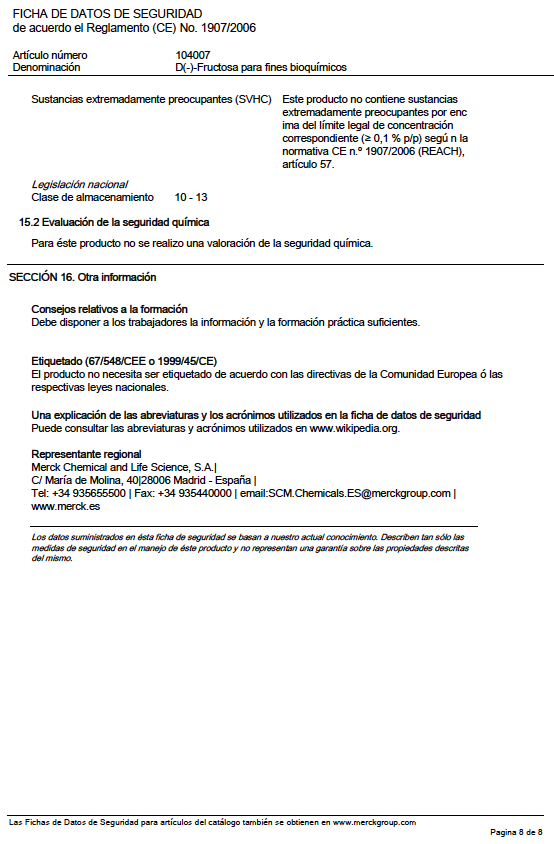 FICHA DE DATOS DE SEGURIDAD
de acuerdo el Reglamento (CE) No. 1907/2006
Artículo número 104007
Denominación D(-)-Fructosa para fines bioquímicos
Sustancias extremadamente preocupantes (SVHC) Este producto no contiene sustancias
extremadamente preocupantes por enc
ima del límite legal de concentración
correspondiente (≥ 0,1 % p/p) segú n la
normativa CE n.º 1907/2006 (REACH),
artículo 57.
Legislación nacional
Clase de almacenamiento 10 - 13
15.2 Evaluación de la seguridad química
Para éste producto no se realizo una valoración de la seguridad química.
SECCIÓN 16. Otra información
Consejos relativos a la formación
Debe disponer a los trabajadores la información y la formación práctica suficientes.
Etiquetado (67/548/CEE o 1999/45/CE)
El producto no necesita ser etiquetado de acuerdo con las directivas de la Comunidad Europea ó las
respectivas leyes nacionales.
Una explicación de las abreviaturas y los acrónimos utilizados en la ficha de datos de seguridad
Puede consultar las abreviaturas y acrónimos utilizados en www.wikipedia.org.
Representante regional
Merck Chemical and Life Science, S.A.|
C/ María de Molina, 40|28006 Madrid - España |
Tel: +34 935655500 | Fax: +34 935440000 | email:SCM.Chemicals.ES@merckgroup.com |
www.merck.es
Los datos suministrados en ésta ficha de seguridad se basan a nuestro actual conocimiento. Describen tan sólo las
medidas de seguridad en el manejo de éste producto y no representan una garantía sobre las propiedades descritas
del mismo.
Las Fichas de Datos de Seguridad para artículos del catálogo también se obtienen en www.merckgroup.com
Pagina 8 de 8